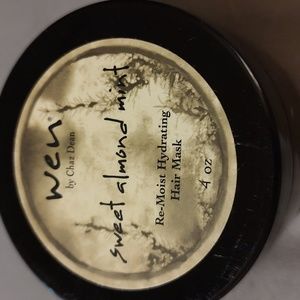 wen®
by Chaz Dean
sweet almond mint
Re-Moist Hydrating
Hair Mask
4 oz